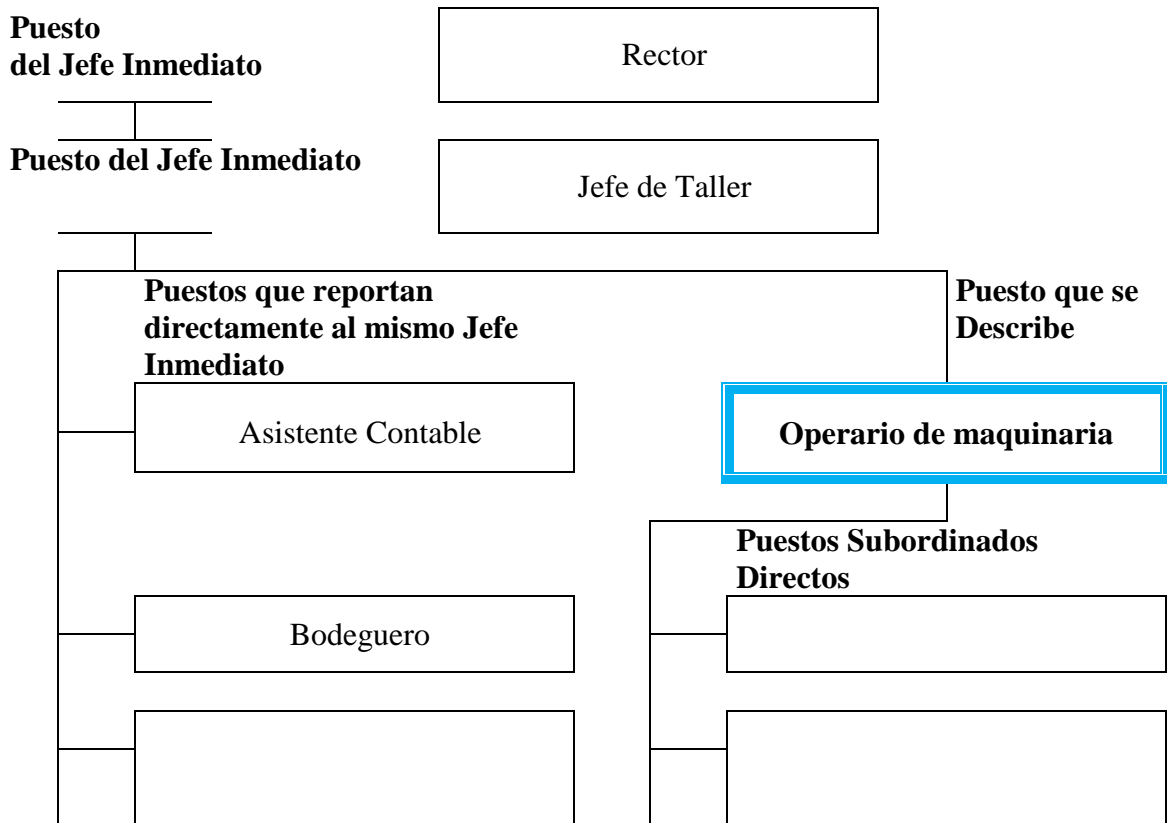 Puesto
del Jefe Inmediato
Rector
Puesto del Jefe Inmediato
Jefe de Taller
Puestos que reportan
directamente al mismo Jefe
Inmediato
Puesto que se
Describe
Asistente Contable
Operario de maquinaria
Puestos Subordinados
Directos
Bodeguero